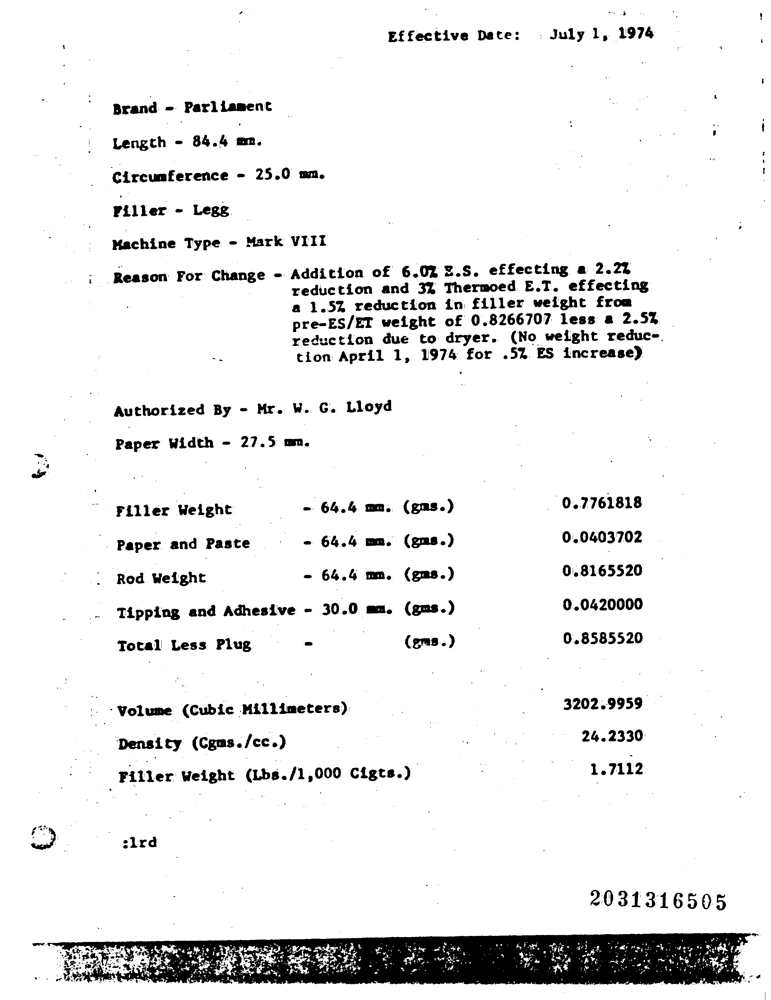 Effective Date: July 1, 1974
Brand - Parliament
Length - 84.4 mm.
Circumference - 25.0 mm.
Filler - Legg
Machine Type - Mark VIII
Reason For Change - Addition of 6.0% E.S. effecting a 2.2%
reduction and 3% Thermoed E.T. effecting
a 1.5% reduction in filler weight from
pre-ES/ET weight of 0.8266707 less a 2.5%
reduction due to dryer. (No weight reduc-
tion April 1, 1974 for .5% ES increase)
Authorized By - Mr. W. G. Lloyd
Paper Width - 27.5 mm.
Filler Weight - 64.4 mm. (gms.) 0.7761818
Paper and Paste - 64.4 mm. (gms.) 0.0403702
Rod Weight - 64.4 mm. (gms.) 0.8165520
Tipping and Adhesive - 30.0 mm. (gms.) 0.0420000
Total Less Plug - (gms.) 0.8585520
Volume (Cubic Millimeters) 3202.9959
Density (Cgms./cc.) 24.2330
Filler Weight (Lbs./1,000 Cigts.) 1.7112
:lrd
2031316505